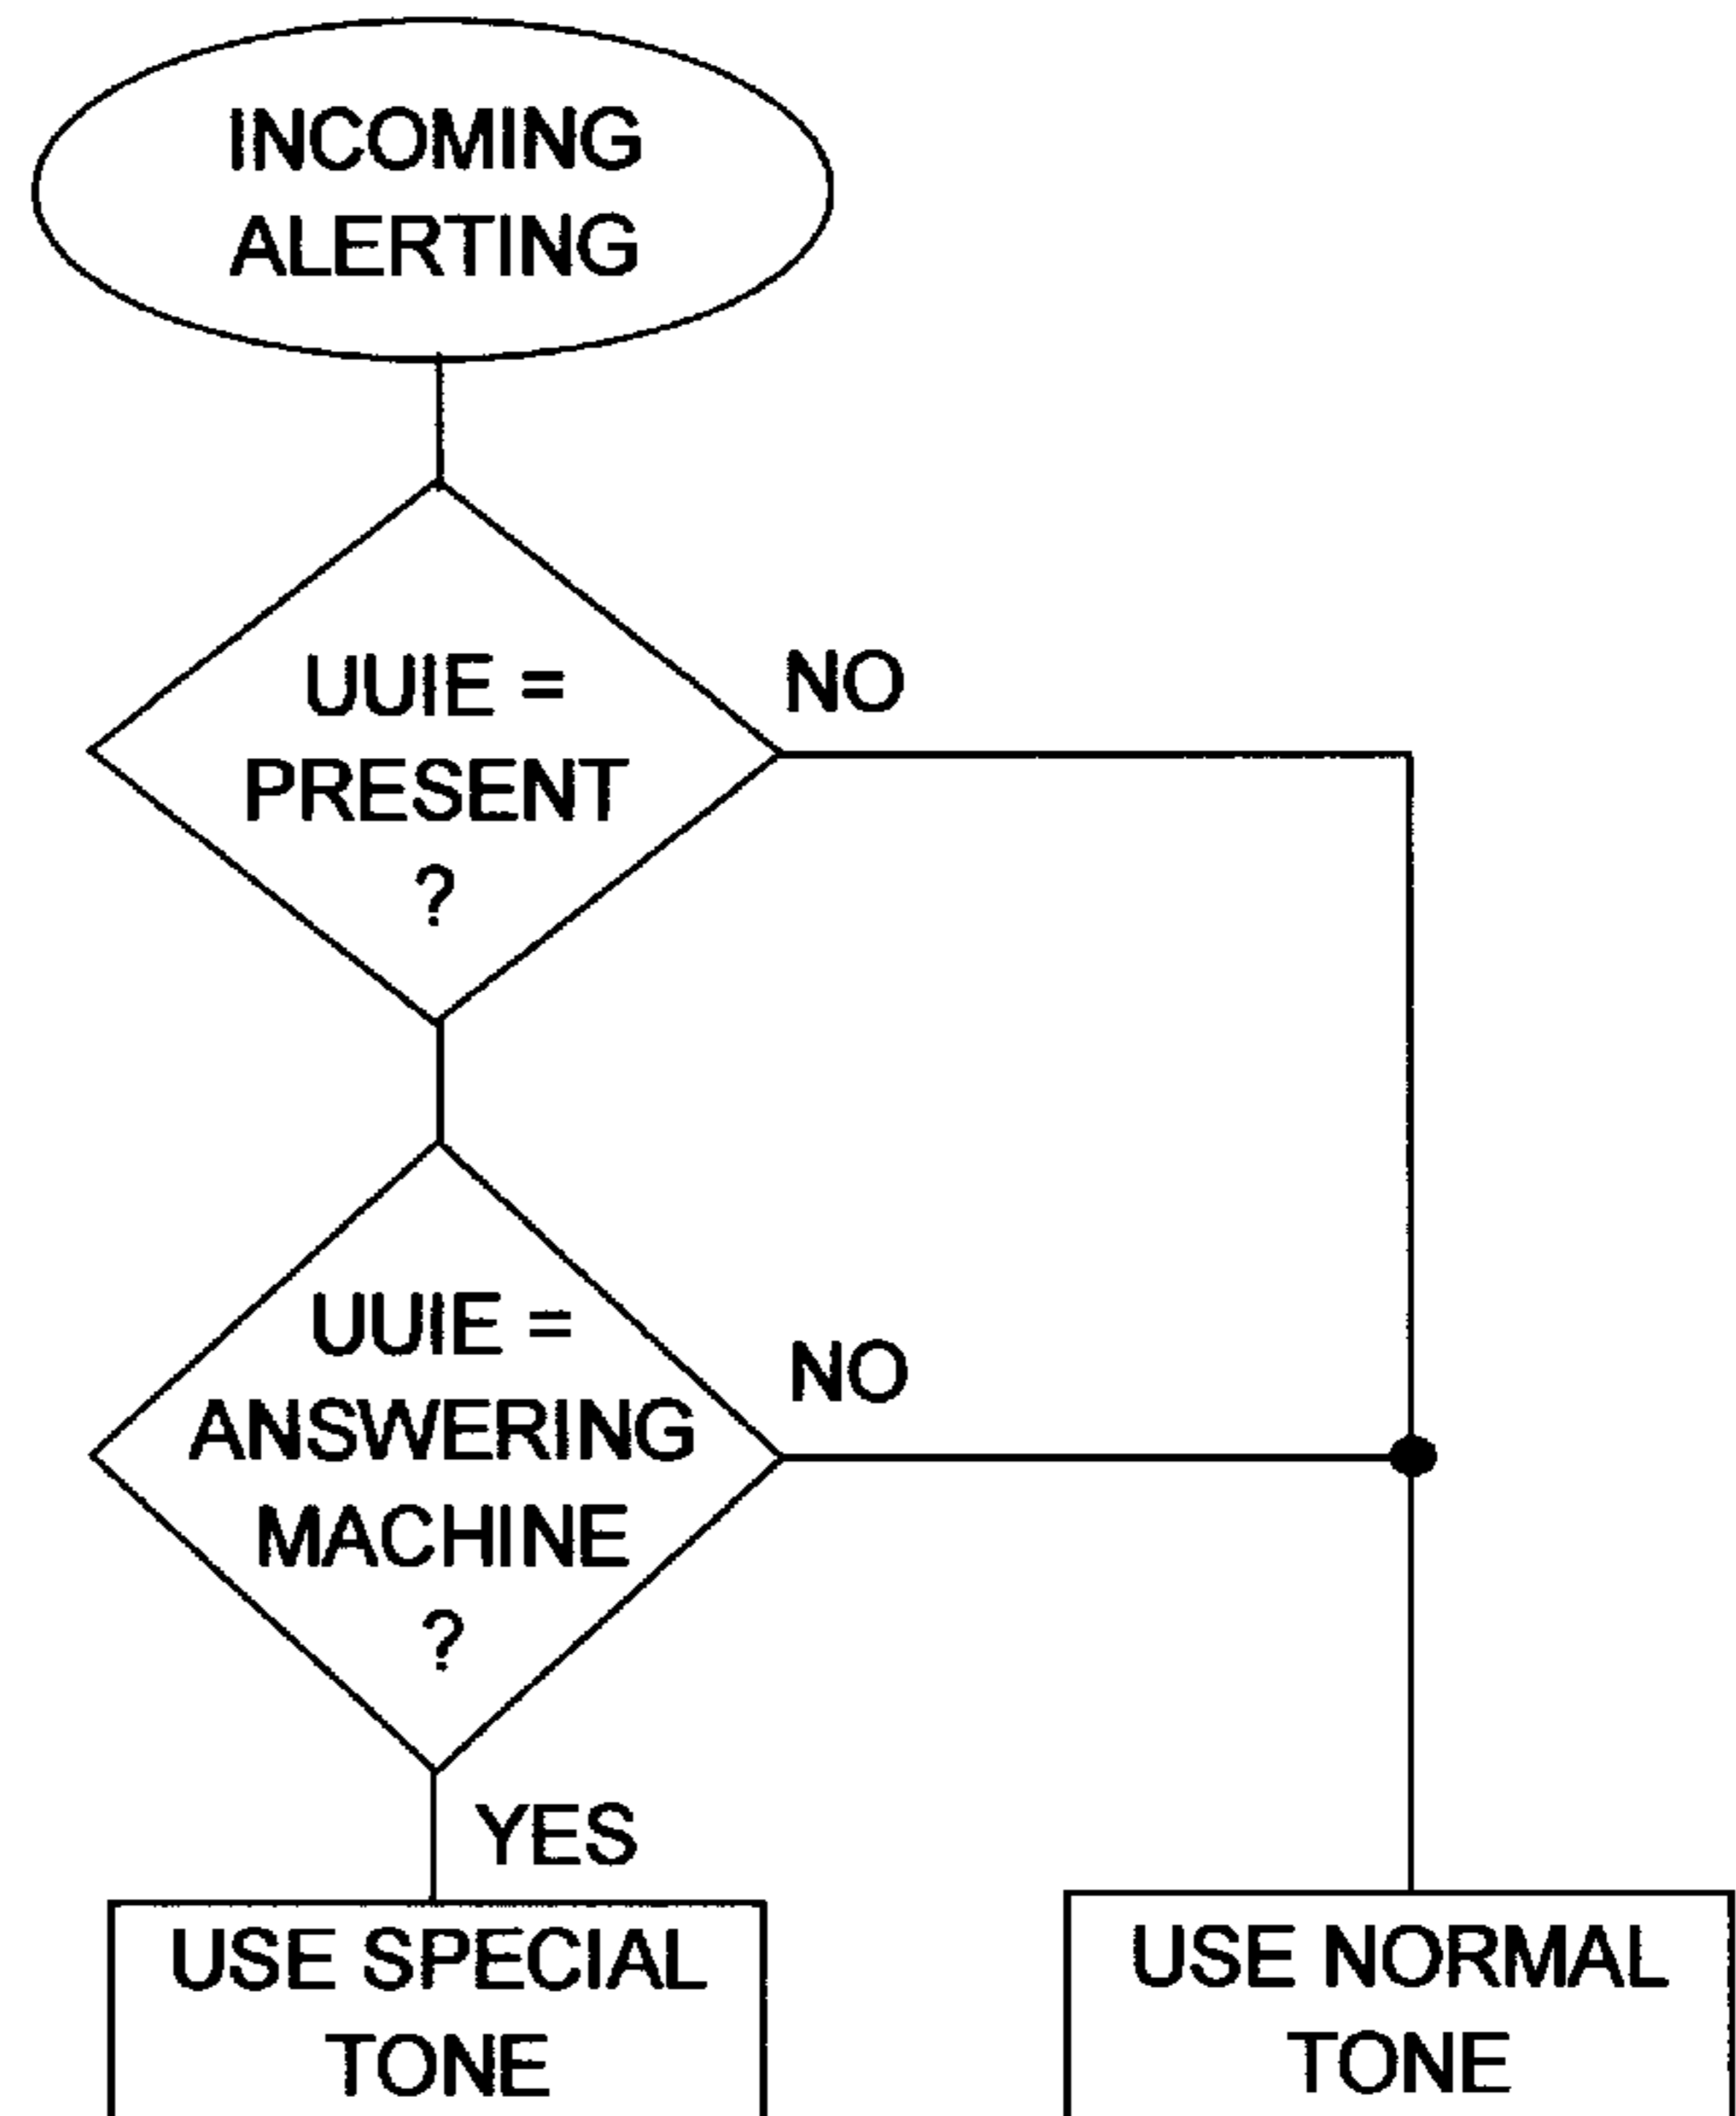 INCOMING
ALERTING
UUIE =
PRESENT
?
NO
UUIE =
ANSWERING
MACHINE
?
NO
YES
USE SPECIAL
TONE
USE NORMAL
TONE